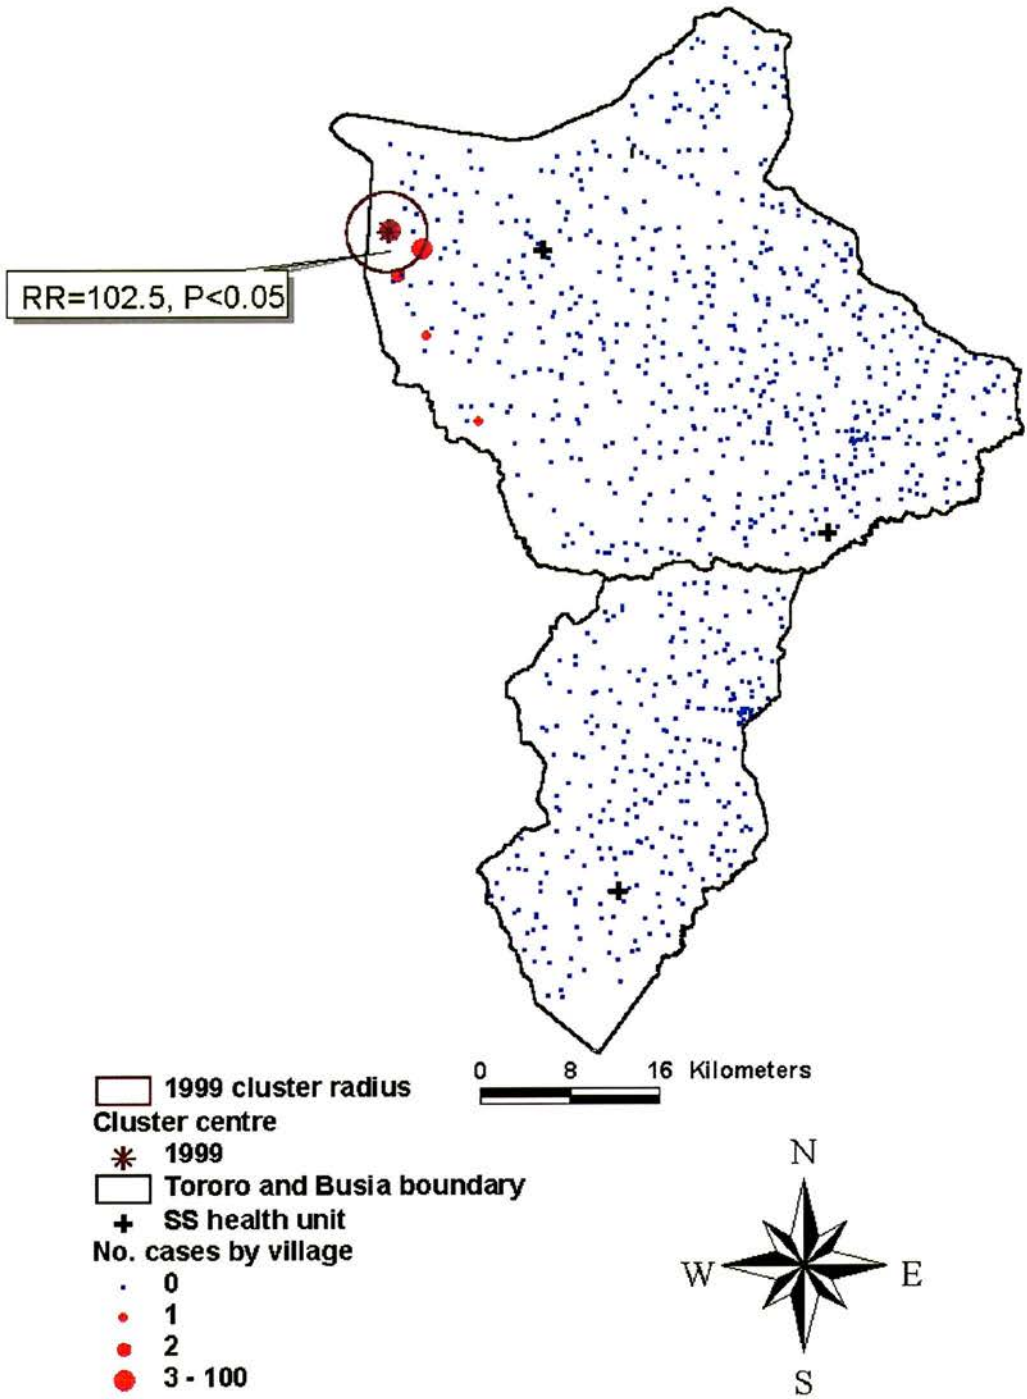 RR=102.5, P<0.05
0 8 16 Kilometers
1999 cluster radius
Cluster centre
1999
Tororo and Busia boundary
SS health unit
No. cases by village
0
1
2
3 - 100
N
W E
S